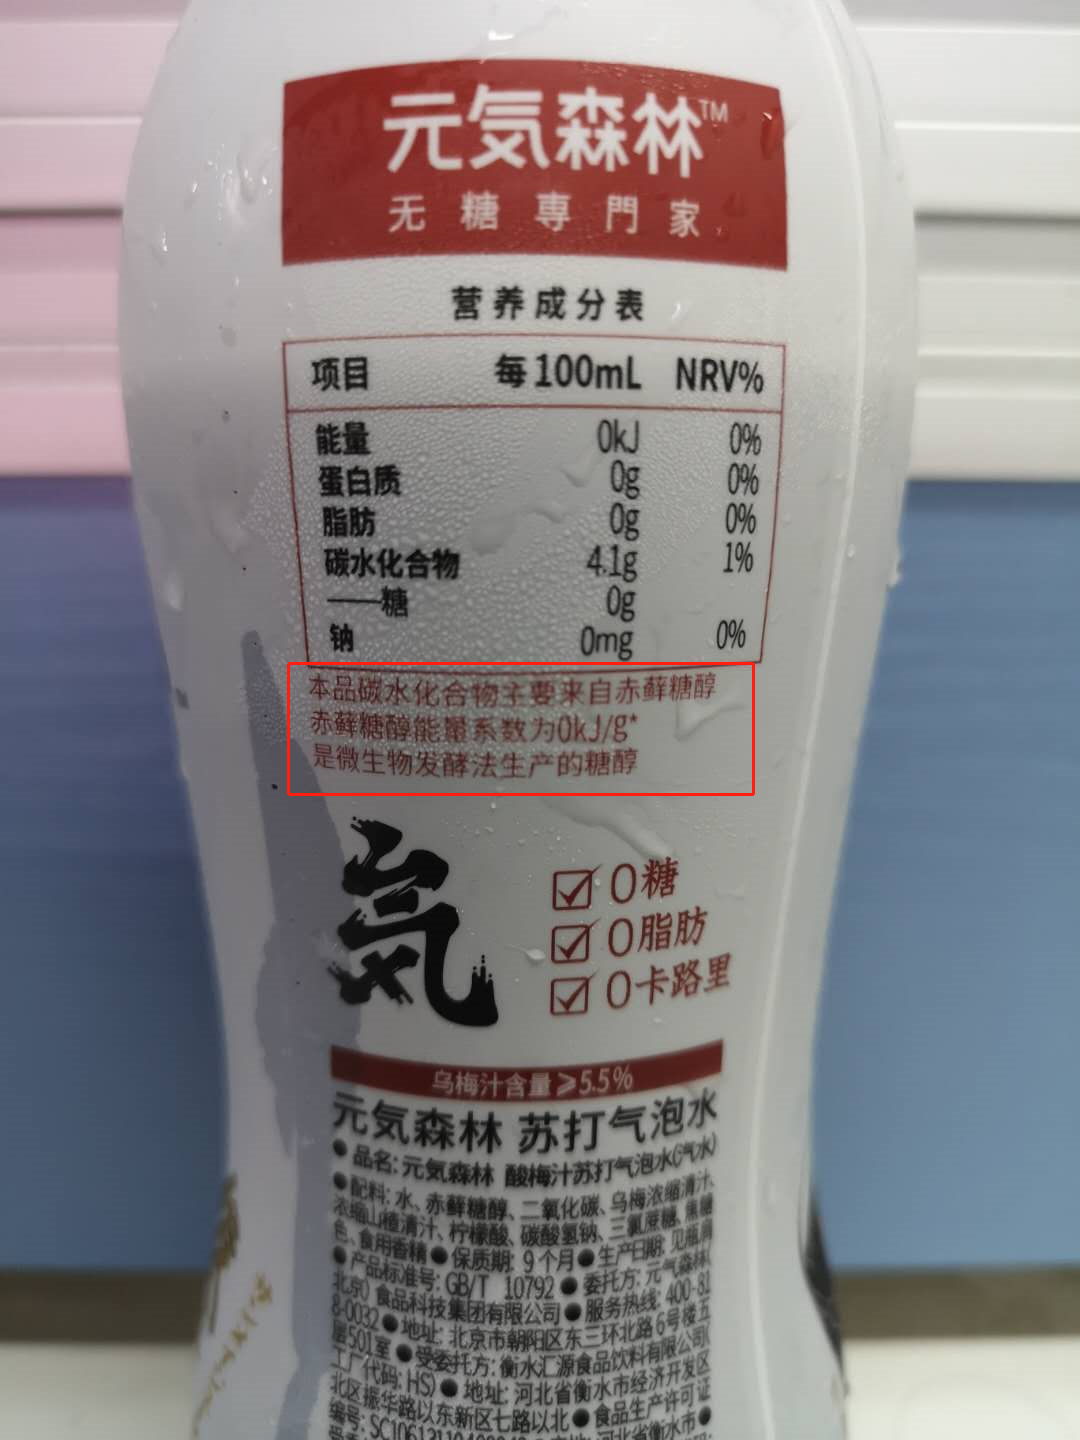 元気森林™
无糖専門家
营养成分表
项目 每100mL NRV%
能量 0kJ 0%
蛋白质 0g 0%
脂肪 0g 0%
碳水化合物 4.1g 1%
——糖 0g
钠 0mg 0%
本品碳水化合物主要来自赤藓糖醇
赤藓糖醇能量系数为0kJ/g*
是微生物发酵法生产的糖醇
気
0糖
0脂肪
0卡路里
乌梅汁含量≥5.5%
元気森林 苏打气泡水
●品名:元気森林 酸梅汁苏打气泡水(汽水)
●配料:水、赤藓糖醇、二氧化碳、乌梅浓缩清汁、
浓缩山楂清汁、柠檬酸、碳酸氢钠、三氯蔗糖、焦糖
色、食用香精●保质期:9个月●生产日期:见瓶肩
●产品标准号:GB/T 10792●委托方:元气森林(
北京)食品科技集团有限公司●服务热线:400-81
8-0032●地址:北京市朝阳区东三环北路6号楼五
层501室●受委托方:衡水汇源食品饮料有限公司(
工厂代码:HS)●地址:河北省衡水市经济开发区
北区振华路以东新区七路以北●食品生产许可证
编号: